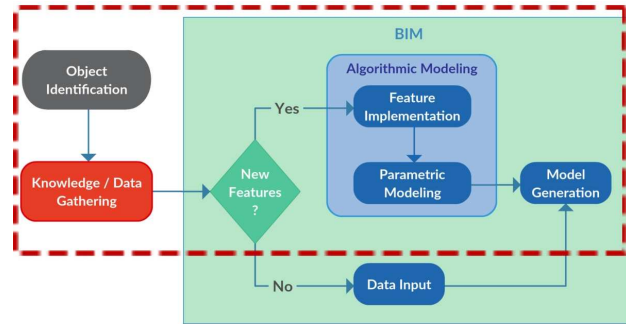 BIM
Object
Identification
Algorithmic Modeling
Yes
Feature
Implementation
Knowledge / Data
Gathering
New
Features
?
Parametric
Modeling
Model
Generation
No
Data Input